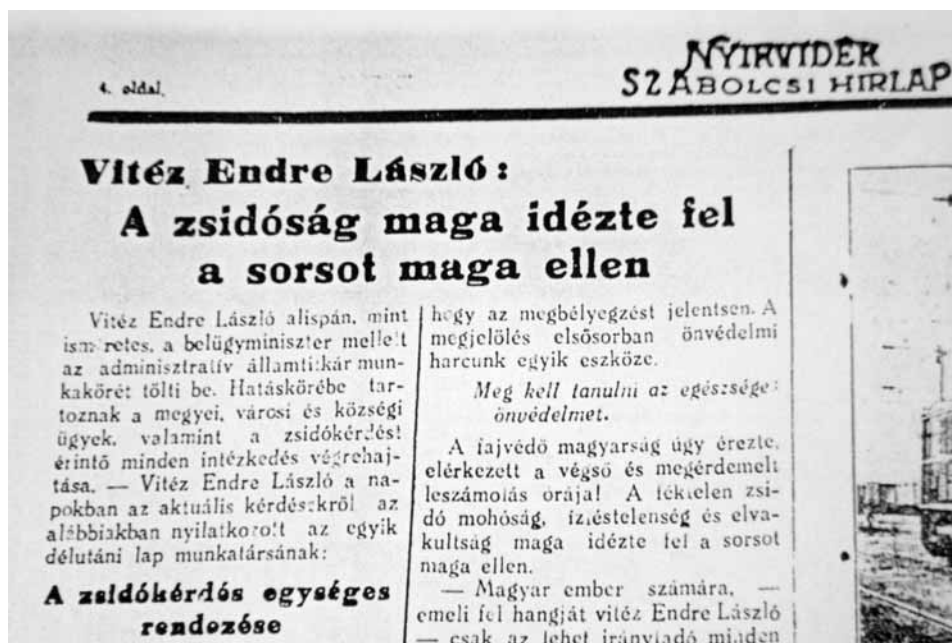 4. oldal.
NYIRVIDÉK
SZABOLCSI HIRLAP
Vitéz Endre László:
A zsidóság maga idézte fel
a sorsot maga ellen
Vitéz Endre László alispán, mint
ismeretes, a belügyminiszter mellett
az adminisztratív államtitkár mun-
kakörét tölti be. Hatáskörébe tar-
toznak a megyei, városi és községi
ügyek, valamint a zsidókérdést
érintő minden intézkedés végrehaj-
tása. — Vitéz Endre László a na-
pokban az aktuális kérdésekről az
alábbiakban nyilatkozott az egyik
délutáni lap munkatársának:
A zsidókérdés egységes
rendezése
hogy az megbélyegzést jelentsen. A
megjelölés elsősorban önvédelmi
harcunk egyik eszköze.
Meg kell tanulni az egészséges
önvédelmet.
A fajvédő magyarság úgy érezte,
elérkezett a végső és megérdemelt
leszámolás órája! A féktelen zsi-
dó mohóság, ízléstelenség és elva-
kultság maga idézte fel a sorsot
maga ellen.
— Magyar ember számára, —
emeli fel hangját vitéz Endre László
— csak az lehet irányadó minden